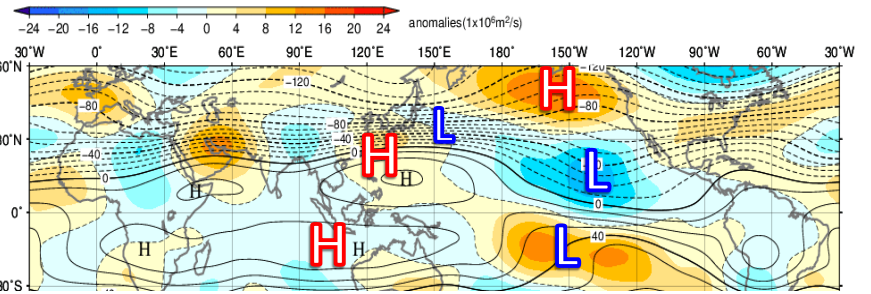 -24 -20 -16 -12 -8 -4 0 4 8 12 16 20 24 anomalies(1x10⁶m²/s)
30°W 0° 30°E 60°E 90°E 120°E 150°E 180° 150°W 120°W 90°W 60°W 30°W
60°N -120 H -120
-80 -80
30°N -80 L
-40 -40 H
0 0 L
H H
0° 0
H H H L 40
30°S